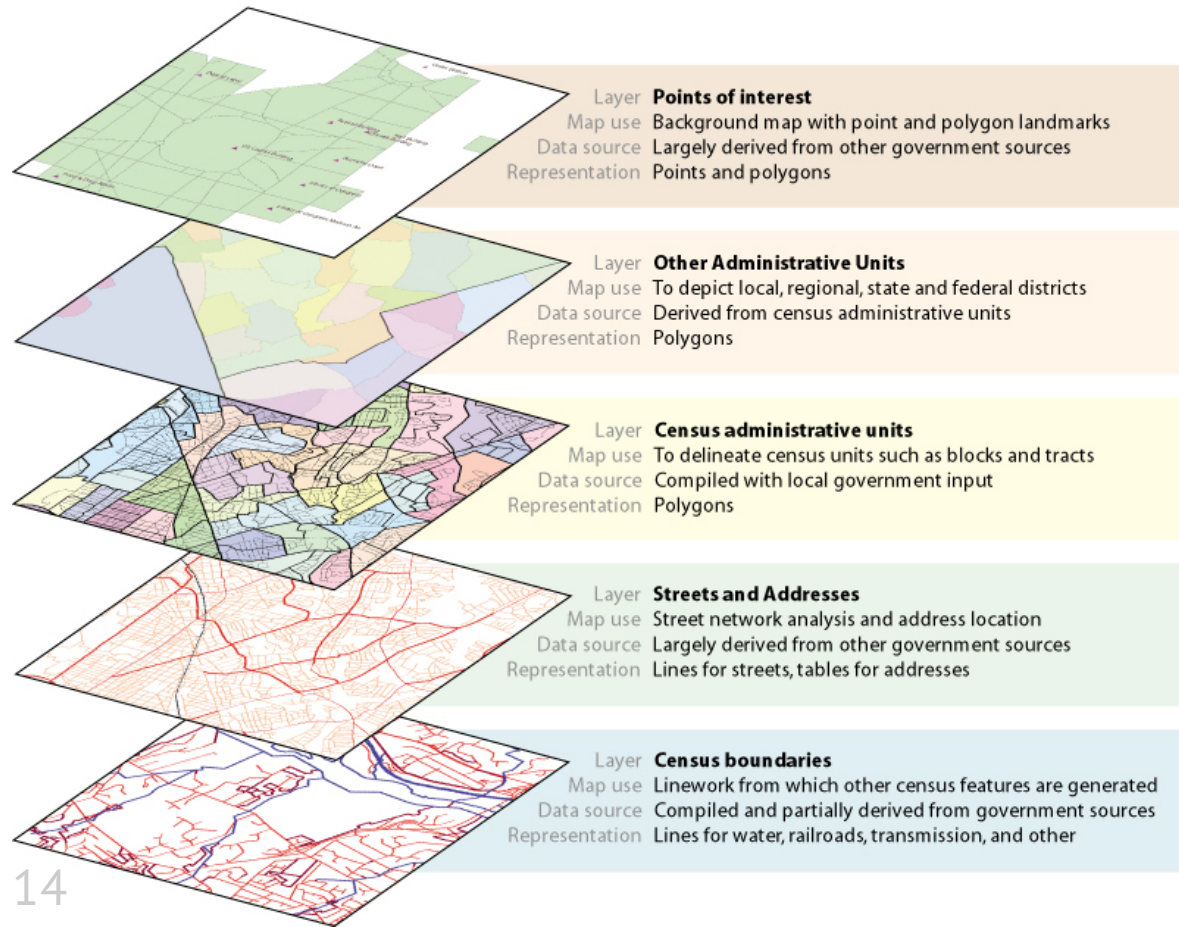 Layer Points of interest
Map use Background map with point and polygon landmarks
Data source Largely derived from other government sources
Representation Points and polygons
Layer Other Administrative Units
Map use To depict local, regional, state and federal districts
Data source Derived from census administrative units
Representation Polygons
Layer Census administrative units
Map use To delineate census units such as blocks and tracts
Data source Compiled with local government input
Representation Polygons
Layer Streets and Addresses
Map use Street network analysis and address location
Data source Largely derived from other government sources
Representation Lines for streets, tables for addresses
Layer Census boundaries
Map use Linework from which other census features are generated
Data source Compiled and partially derived from government sources
Representation Lines for water, railroads, transmission, and other
14